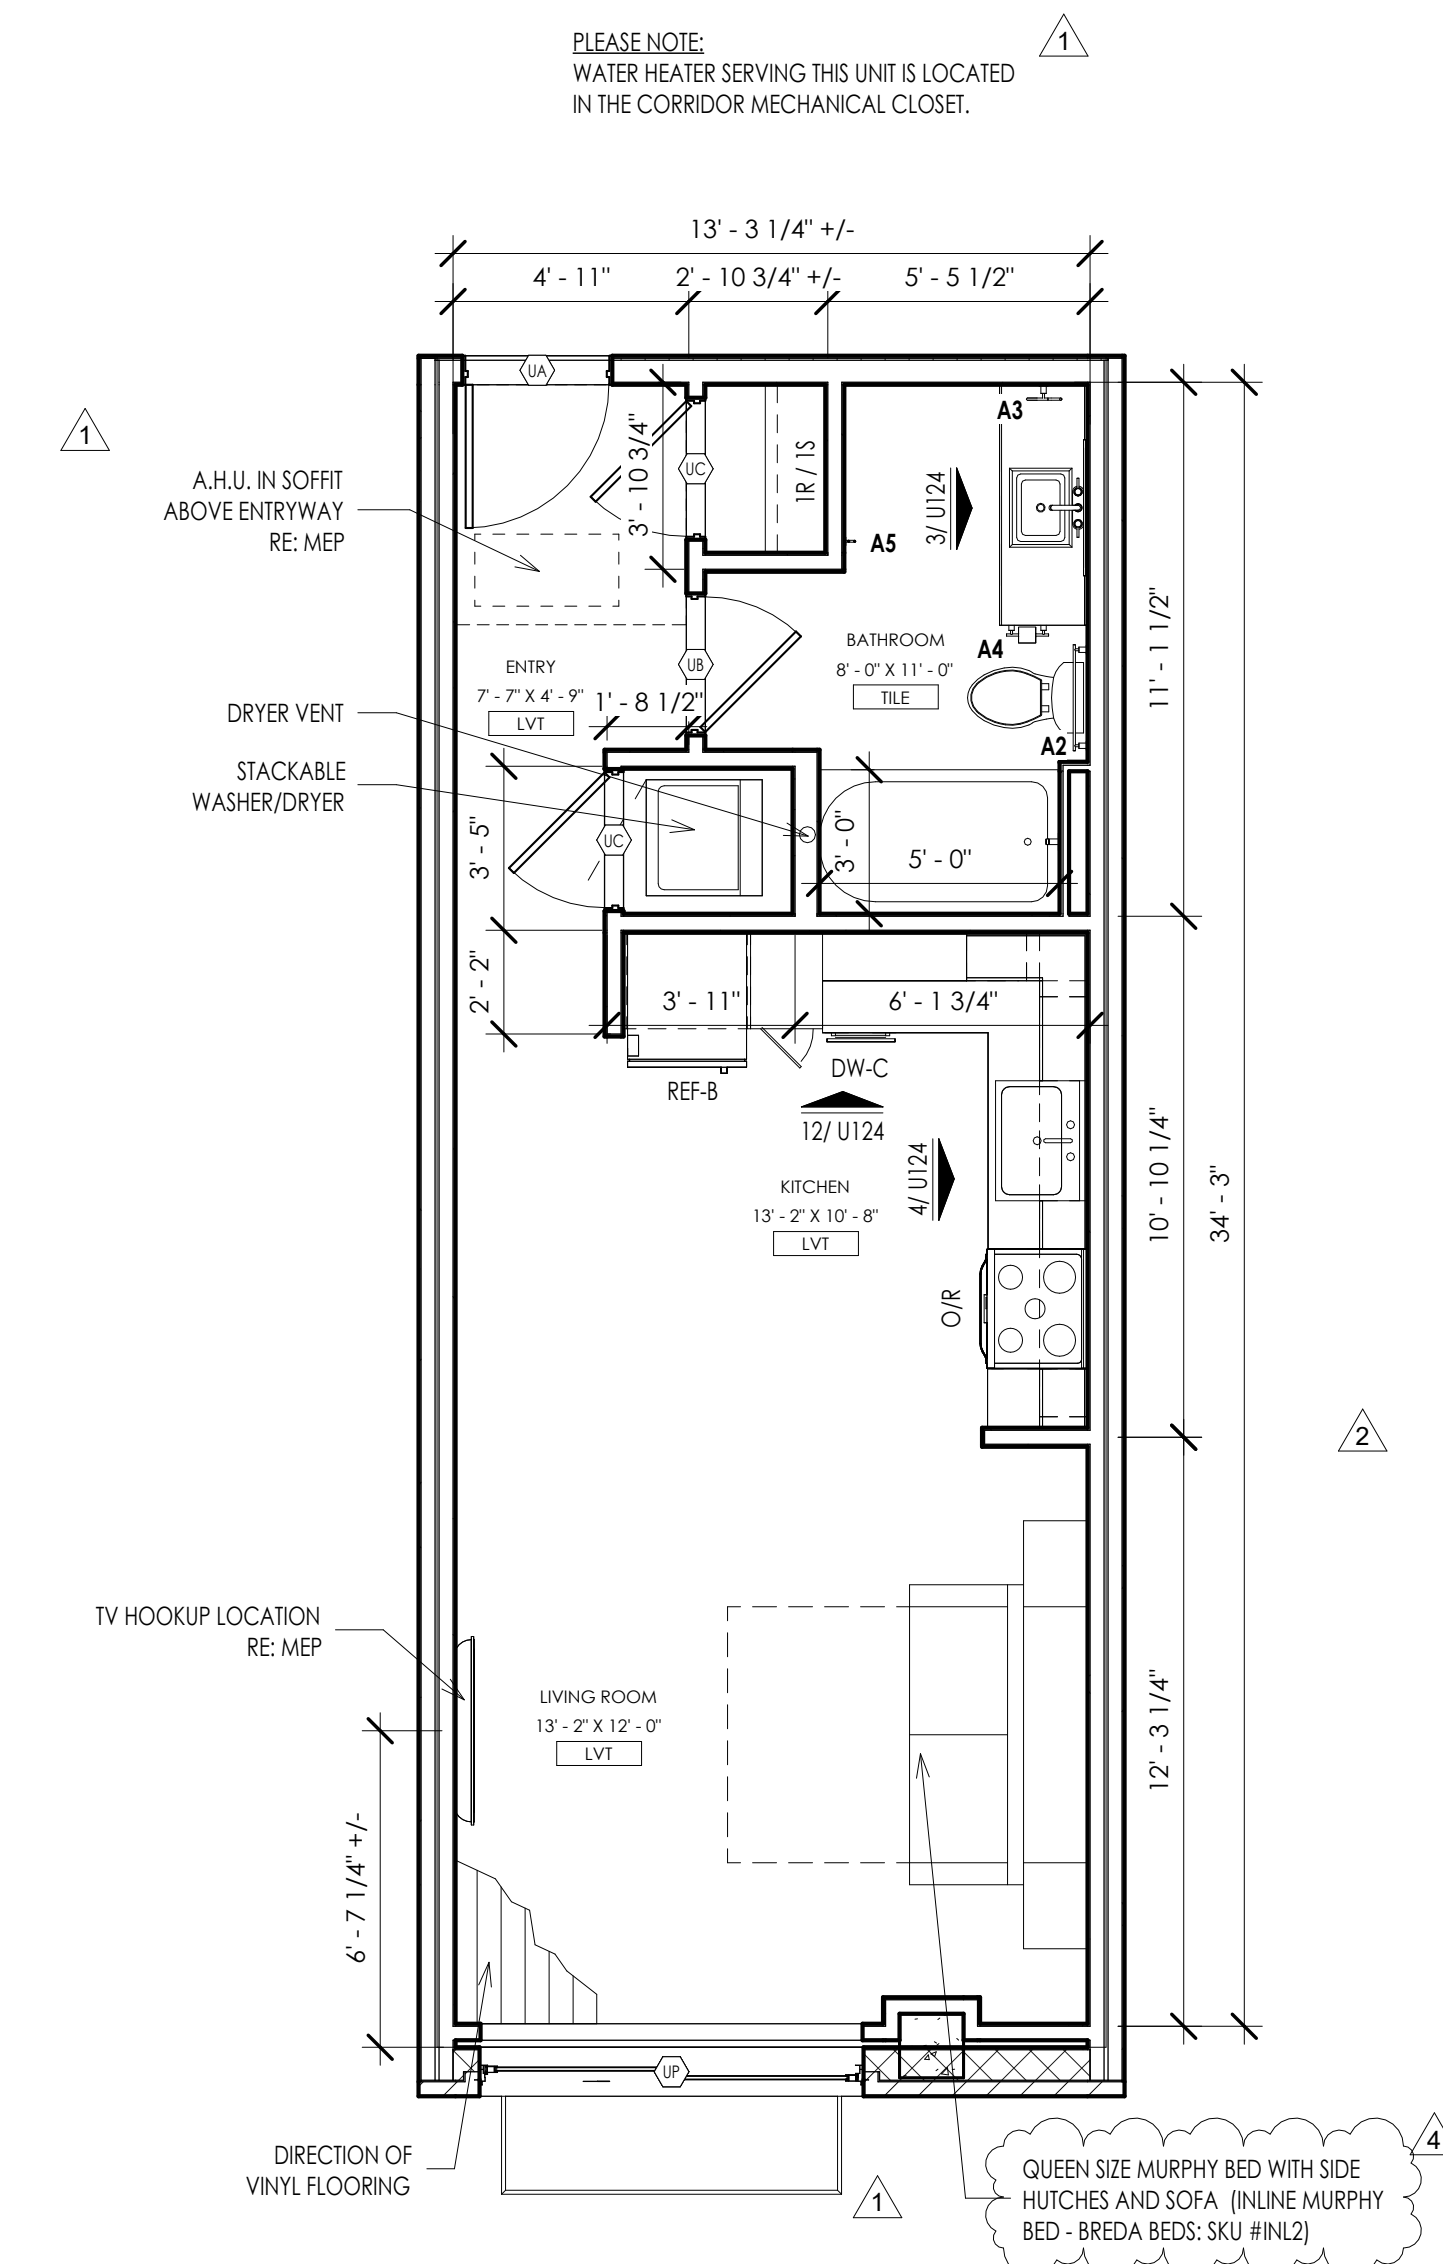 PLEASE NOTE:
WATER HEATER SERVING THIS UNIT IS LOCATED
IN THE CORRIDOR MECHANICAL CLOSET.
1
13' - 3 1/4" +/-
4' - 11"
2' - 10 3/4" +/-
5' - 5 1/2"
UA
1
A.H.U. IN SOFFIT
ABOVE ENTRYWAY
RE: MEP
3' - 10 3/4"
UC
1R / 1S
A3
3/ U124
A5
A4
A2
BATHROOM
8' - 0" X 11' - 0"
TILE
11' - 1 1/2"
ENTRY
7' - 7" X 4' - 9"
LVT
1' - 8 1/2"
UB
DRYER VENT
STACKABLE
WASHER/DRYER
3' - 5"
UC
3' - 0"
5' - 0"
2' - 2"
3' - 11"
6' - 1 3/4"
REF-B
DW-C
12/ U124
4/ U124
KITCHEN
13' - 2" X 10' - 8"
LVT
O/R
10' - 10 1/4"
34' - 3"
2
TV HOOKUP LOCATION
RE: MEP
LIVING ROOM
13' - 2" X 12' - 0"
LVT
12' - 3 1/4"
6' - 7 1/4" +/-
UP
DIRECTION OF
VINYL FLOORING
1
4
QUEEN SIZE MURPHY BED WITH SIDE
HUTCHES AND SOFA (INLINE MURPHY
BED - BREDA BEDS: SKU #INL2)